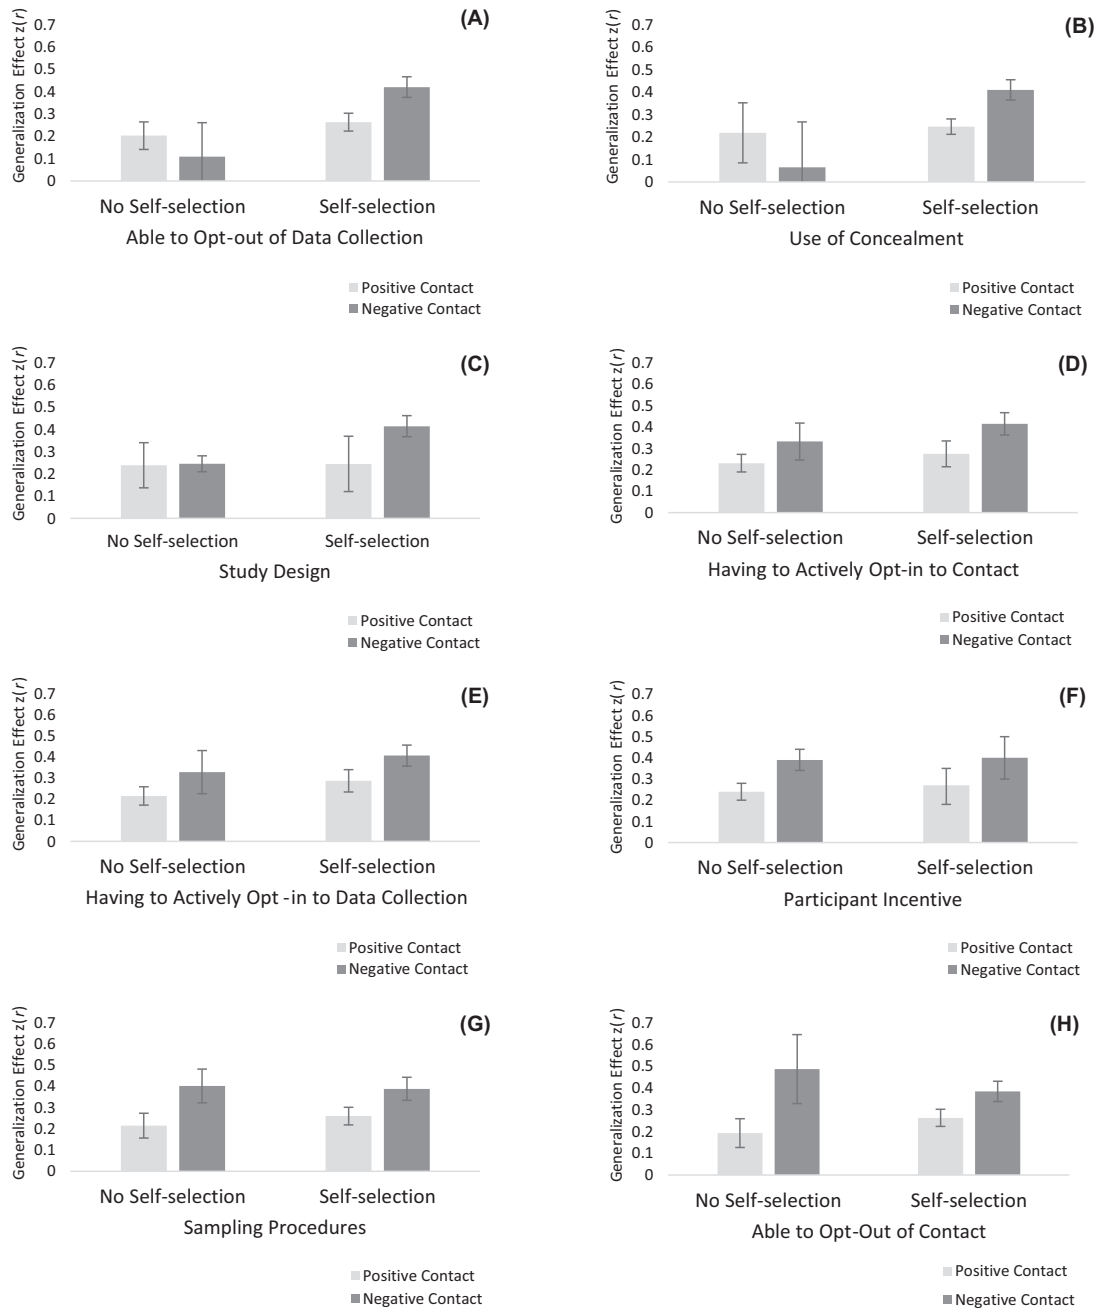 (A)
Generalization Effect z(r)
0.7
0.6
0.5
0.4
0.3
0.2
0.1
0
No Self-selection Self-selection
Able to Opt-out of Data Collection
Positive Contact
Negative Contact
(B)
Generalization Effect z(r)
0.7
0.6
0.5
0.4
0.3
0.2
0.1
0
No Self-selection Self-selection
Use of Concealment
Positive Contact
Negative Contact
(C)
Generalization Effect z(r)
0.7
0.6
0.5
0.4
0.3
0.2
0.1
0
No Self-selection Self-selection
Study Design
Positive Contact
Negative Contact
(D)
Generalization Effect z(r)
0.7
0.6
0.5
0.4
0.3
0.2
0.1
0
No Self-selection Self-selection
Having to Actively Opt-in to Contact
Positive Contact
Negative Contact
(E)
Generalization Effect z(r)
0.7
0.6
0.5
0.4
0.3
0.2
0.1
0
No Self-selection Self-selection
Having to Actively Opt -in to Data Collection
Positive Contact
Negative Contact
(F)
Generalization Effect z(r)
0.7
0.6
0.5
0.4
0.3
0.2
0.1
0
No Self-selection Self-selection
Participant Incentive
Positive Contact
Negative Contact
(G)
Generalization Effect z(r)
0.7
0.6
0.5
0.4
0.3
0.2
0.1
0
No Self-selection Self-selection
Sampling Procedures
Positive Contact
Negative Contact
(H)
Generalization Effect z(r)
0.7
0.6
0.5
0.4
0.3
0.2
0.1
0
No Self-selection Self-selection
Able to Opt-Out of Contact
Positive Contact
Negative Contact